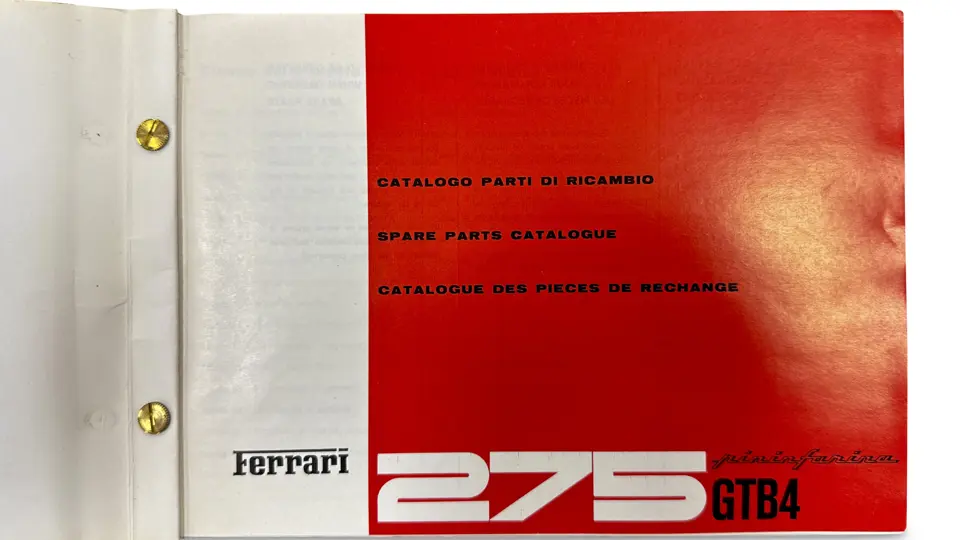 CATALOGO PARTI DI RICAMBIO
SPARE PARTS CATALOGUE
CATALOGUE DES PIECES DE RECHANGE
Ferrari 275 pininfarina
GTB4